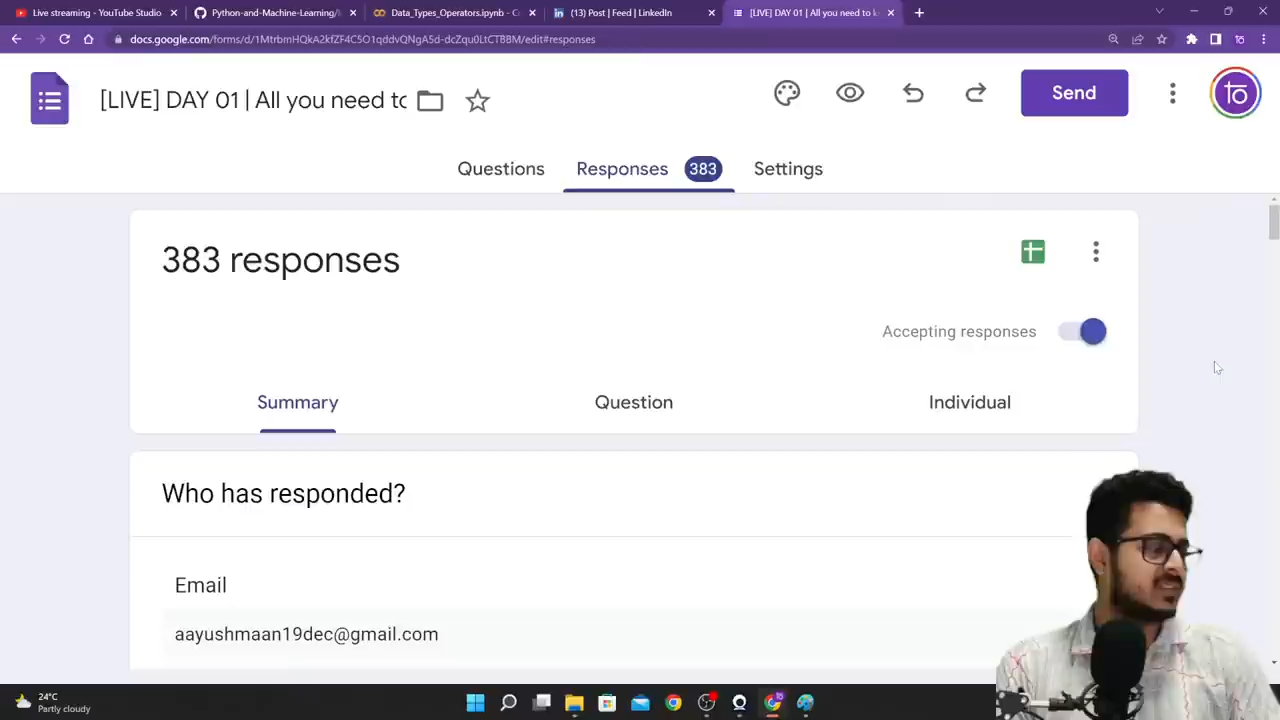 (▶) Live streaming - YouTube Studio
Python-and-Machine-Learning/
Data_Types_Operators.ipynb - C
(13) Post | Feed | LinkedIn
[LIVE] DAY 01 | All you need to k
docs.google.com/forms/d/1MtrbmHQkA2kfZF4C5O1qddvQNgA5d-dcZqu0LtCTBBM/edit#responses
[LIVE] DAY 01 | All you need to
Send
Questions
Responses
383
Settings
383 responses
Accepting responses
Summary
Question
Individual
Who has responded?
Email
aayushmaan19dec@gmail.com
24°C
Partly cloudy